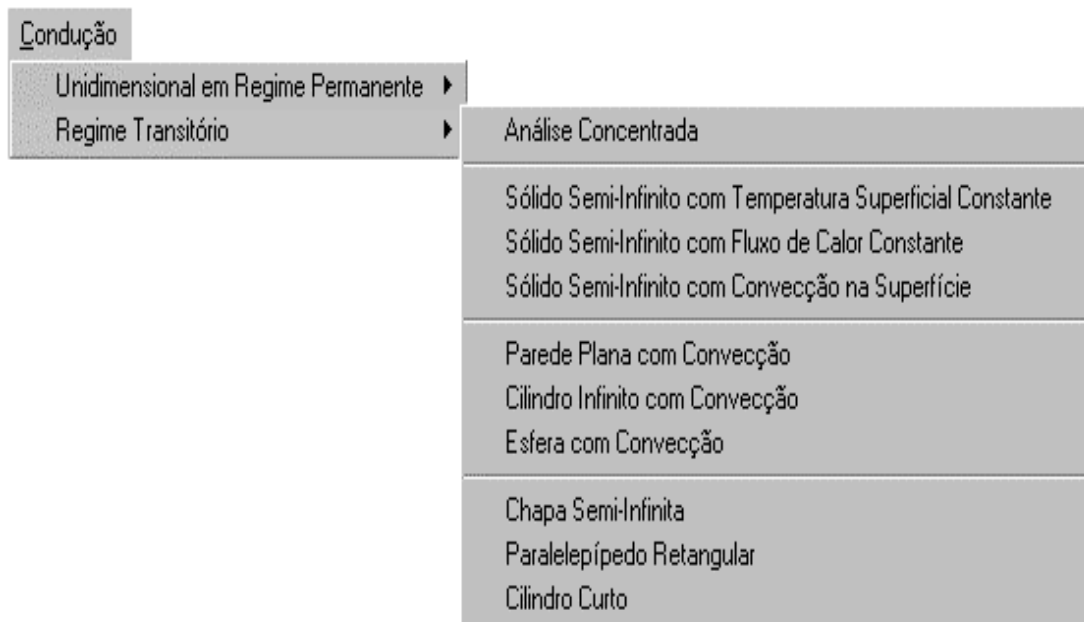 Condução
Unidimensional em Regime Permanente
Regime Transitório
Análise Concentrada
Sólido Semi-Infinito com Temperatura Superficial Constante
Sólido Semi-Infinito com Fluxo de Calor Constante
Sólido Semi-Infinito com Convecção na Superfície
Parede Plana com Convecção
Cilindro Infinito com Convecção
Esfera com Convecção
Chapa Semi-Infinita
Paralelepípedo Retangular
Cilindro Curto